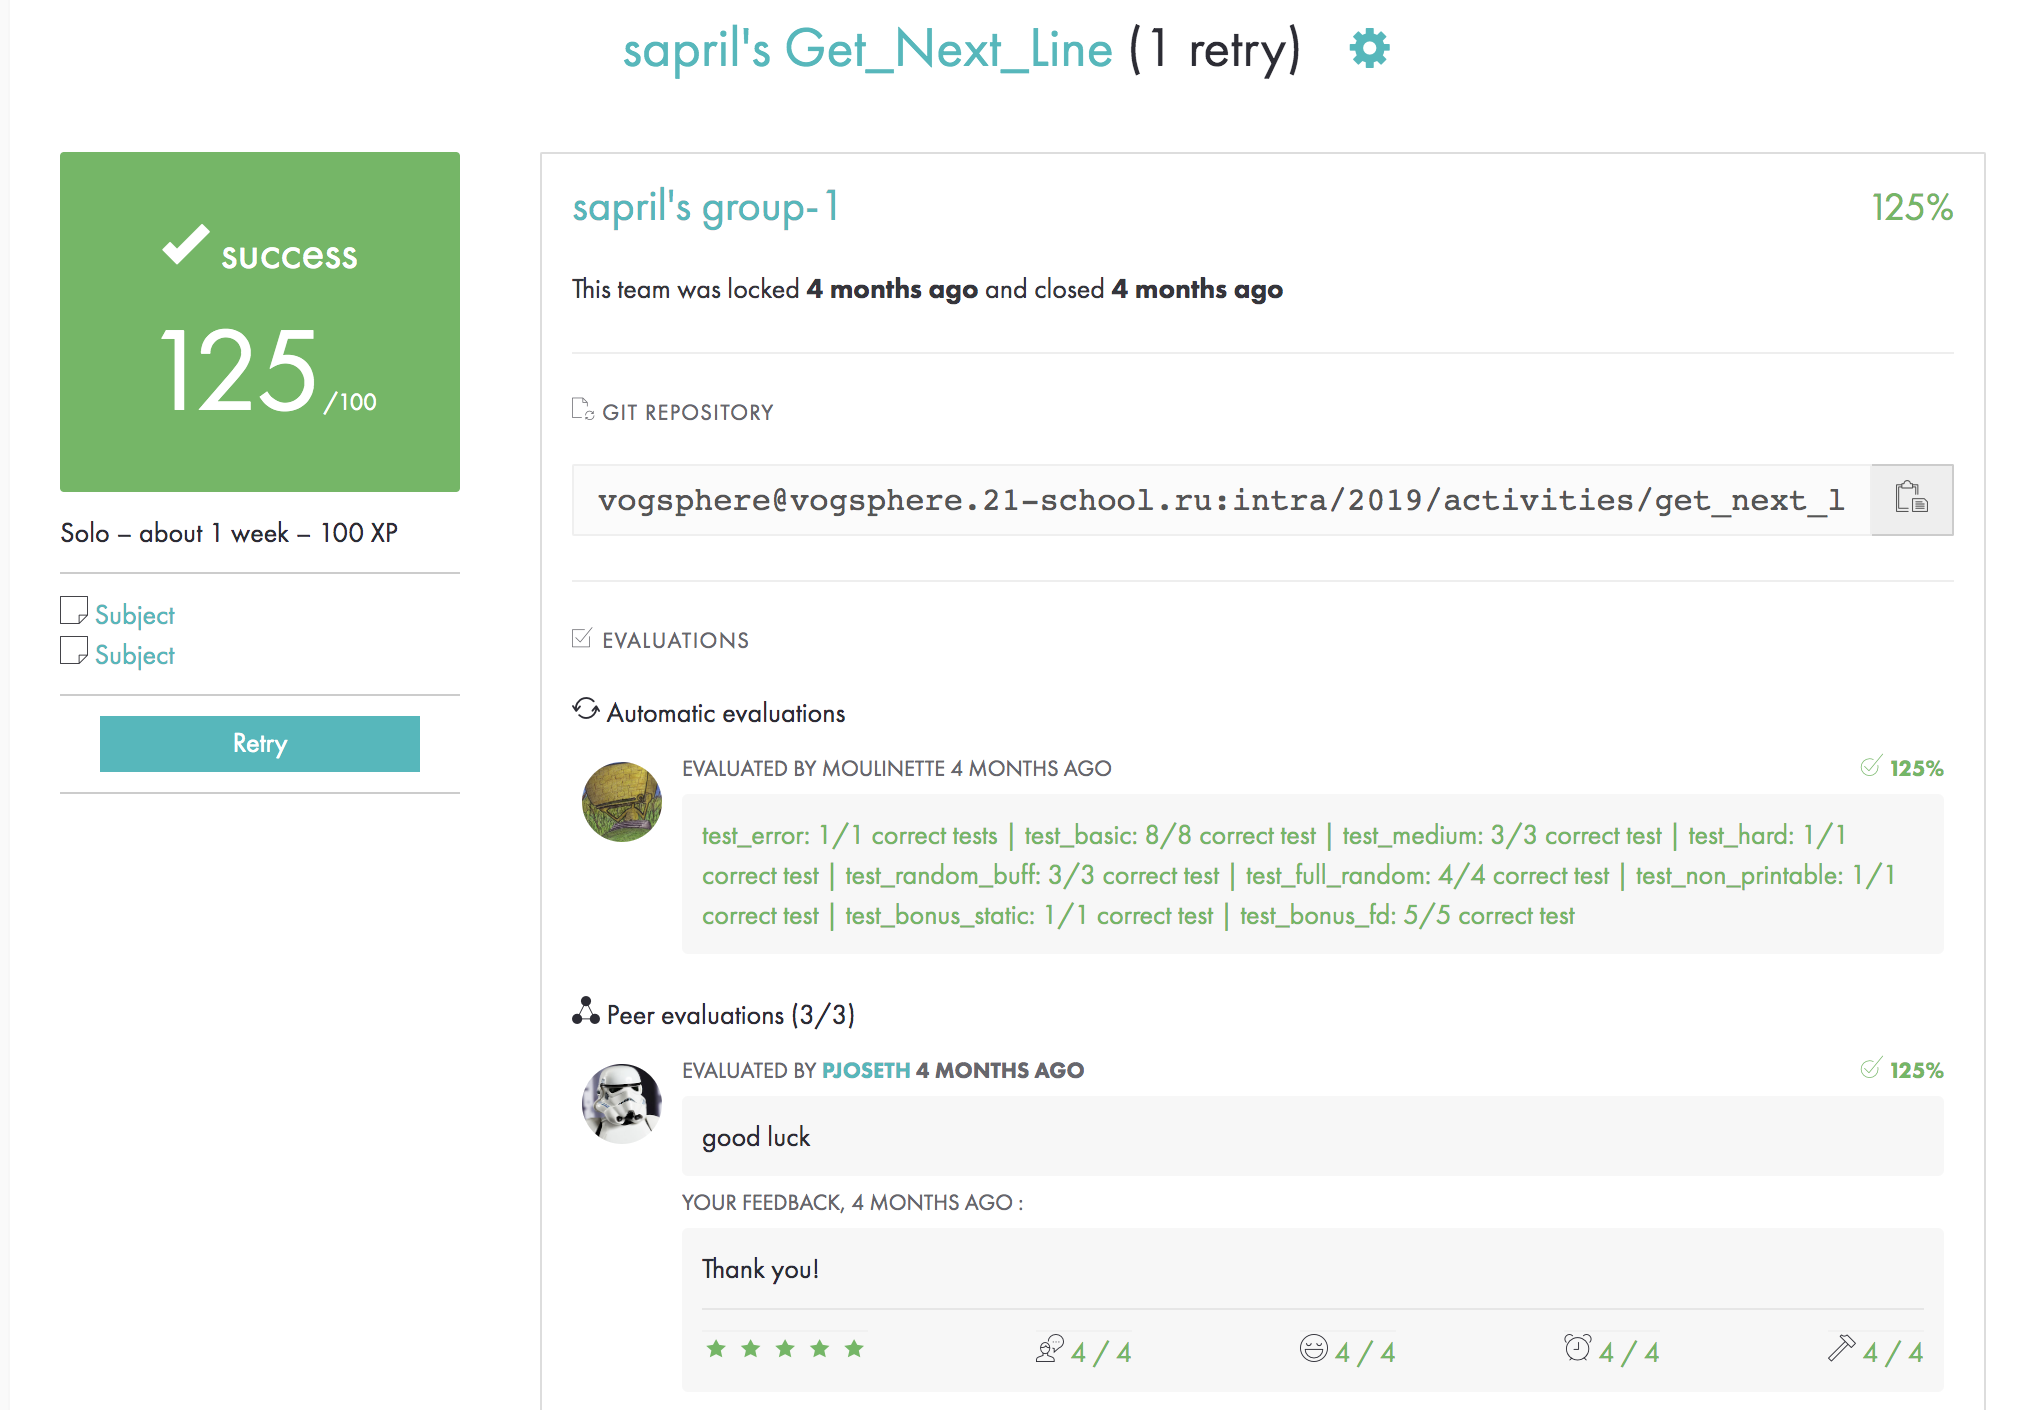 sapril's Get_Next_Line (1 retry)
success
125 /100
Solo – about 1 week – 100 XP
Subject
Subject
Retry
sapril's group-1
125%
This team was locked 4 months ago and closed 4 months ago
GIT REPOSITORY
vogsphere@vogsphere.21-school.ru:intra/2019/activities/get_next_l
EVALUATIONS
Automatic evaluations
EVALUATED BY MOULINETTE 4 MONTHS AGO
125%
test_error: 1/1 correct tests | test_basic: 8/8 correct test | test_medium: 3/3 correct test | test_hard: 1/1
correct test | test_random_buff: 3/3 correct test | test_full_random: 4/4 correct test | test_non_printable: 1/1
correct test | test_bonus_static: 1/1 correct test | test_bonus_fd: 5/5 correct test
Peer evaluations (3/3)
EVALUATED BY PJOSETH 4 MONTHS AGO
125%
good luck
YOUR FEEDBACK, 4 MONTHS AGO :
Thank you!
4 / 4 4 / 4 4 / 4 4 / 4